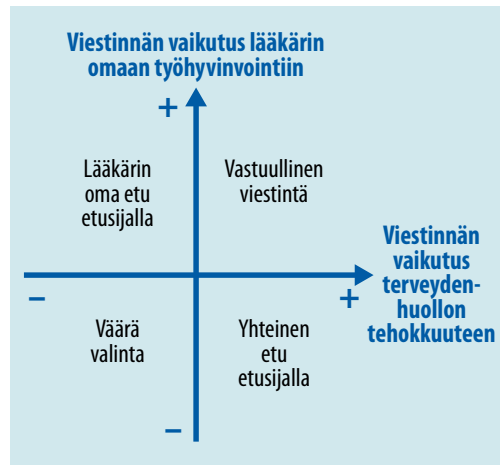 Viestinnän vaikutus lääkärin
omaan työhyvinvointiin
+
Lääkärin
oma etu
etusijalla
Vastuullinen
viestintä
Viestinnän
vaikutus
terveyden-
huollon
tehokkuuteen
–
+
Väärä
valinta
Yhteinen
etu
etusijalla
–